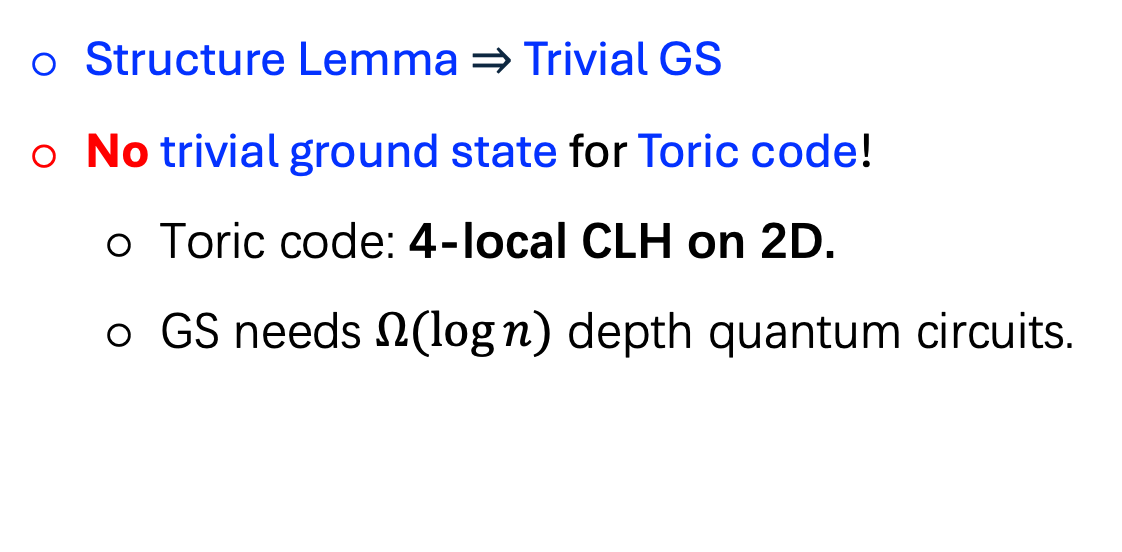 ○ Structure Lemma ⇒ Trivial GS
○ No trivial ground state for Toric code!
○ Toric code: 4-local CLH on 2D.
○ GS needs Ω(log n) depth quantum circuits.